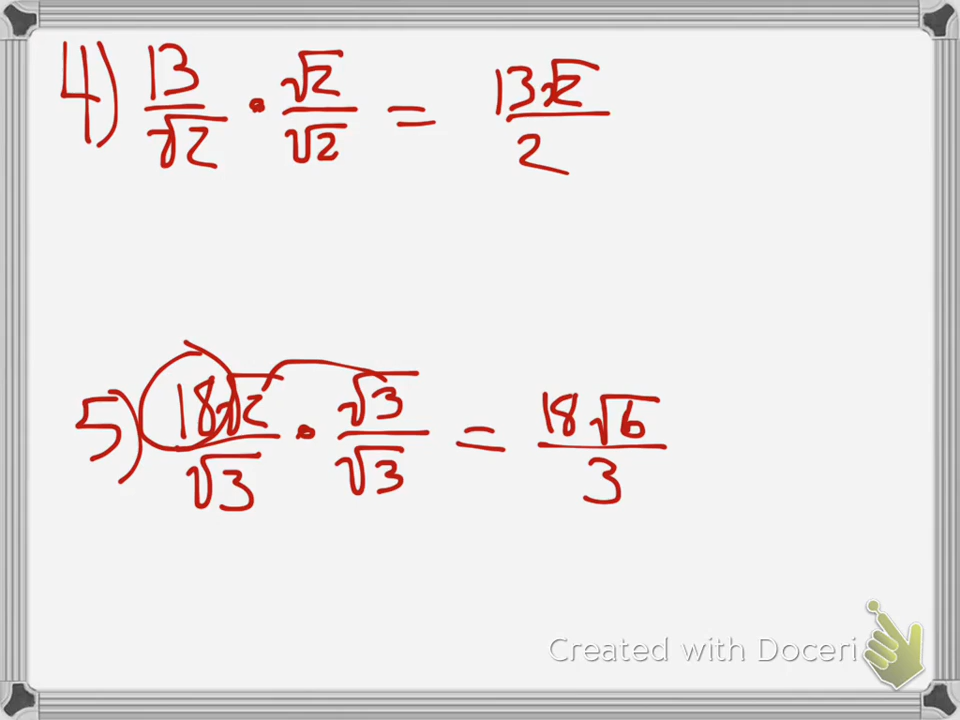 4) 13/√2 · √2/√2 = 13√2/2
5) 18√2/√3 · √3/√3 = 18√6/3
Created with Doceri